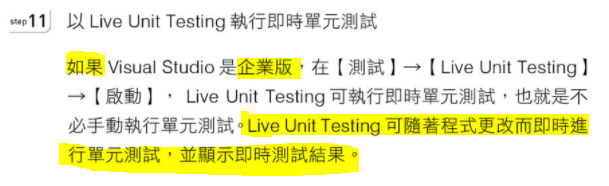 step 11 以 Live Unit Testing 執行即時單元測試
如果 Visual Studio 是企業版，在【測試】→【Live Unit Testing】
→【啟動】， Live Unit Testing 可執行即時單元測試，也就是不
必手動執行單元測試。Live Unit Testing 可隨著程式更改而即時進
行單元測試，並顯示即時測試結果。